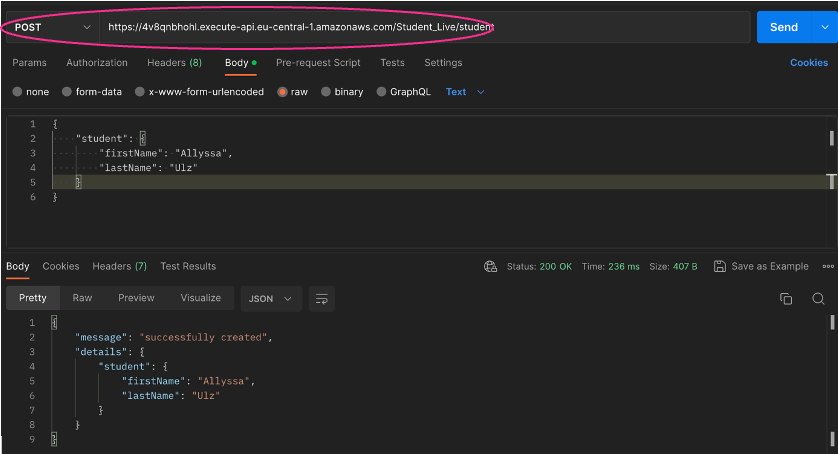 POST https://4v8qnbhohl.execute-api.eu-central-1.amazonaws.com/Student_Live/student Send
Params Authorization Headers (8) Body Pre-request Script Tests Settings Cookies
none form-data x-www-form-urlencoded raw binary GraphQL Text
1 {
2 "student": {
3 "firstName": "Allyssa",
4 "lastName": "Ulz"
5 }
6 }
Body Cookies Headers (7) Test Results Status: 200 OK Time: 236 ms Size: 407 B Save as Example
Pretty Raw Preview Visualize JSON
1 {
2 "message": "successfully created",
3 "details": {
4 "student": {
5 "firstName": "Allyssa",
6 "lastName": "Ulz"
7 }
8 }
9 }